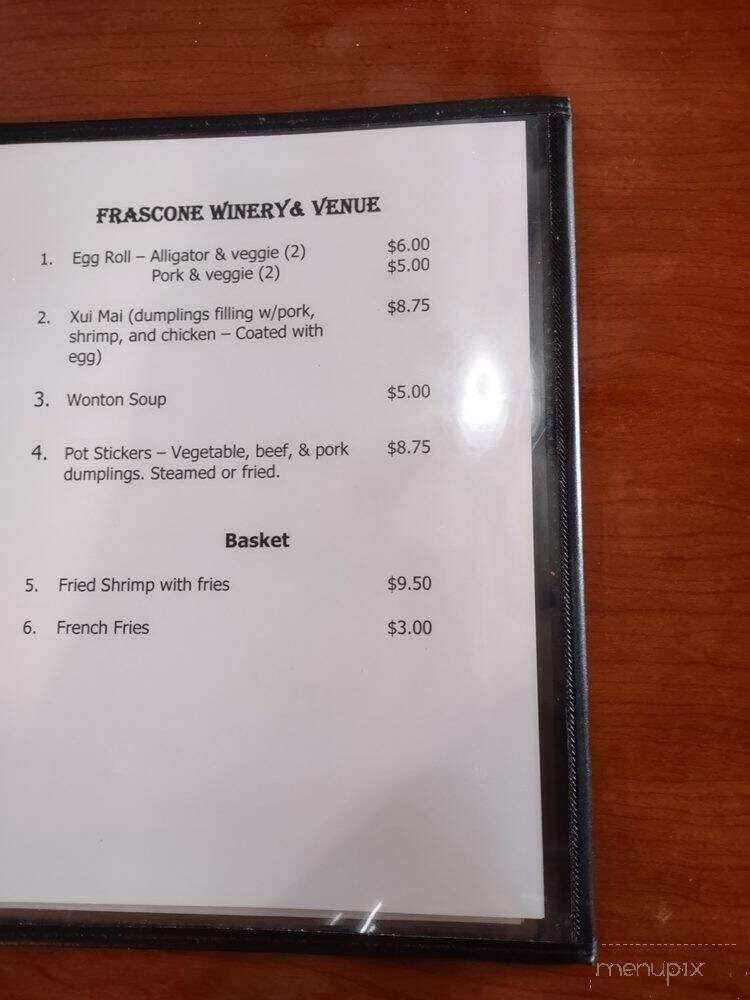 FRASCONE WINERY & VENUE
1. Egg Roll – Alligator & veggie (2) $6.00
Pork & veggie (2) $5.00
2. Xui Mai (dumplings filling w/pork, $8.75
shrimp, and chicken – Coated with
egg)
3. Wonton Soup $5.00
4. Pot Stickers – Vegetable, beef, & pork $8.75
dumplings. Steamed or fried.
Basket
5. Fried Shrimp with fries $9.50
6. French Fries $3.00
menupix